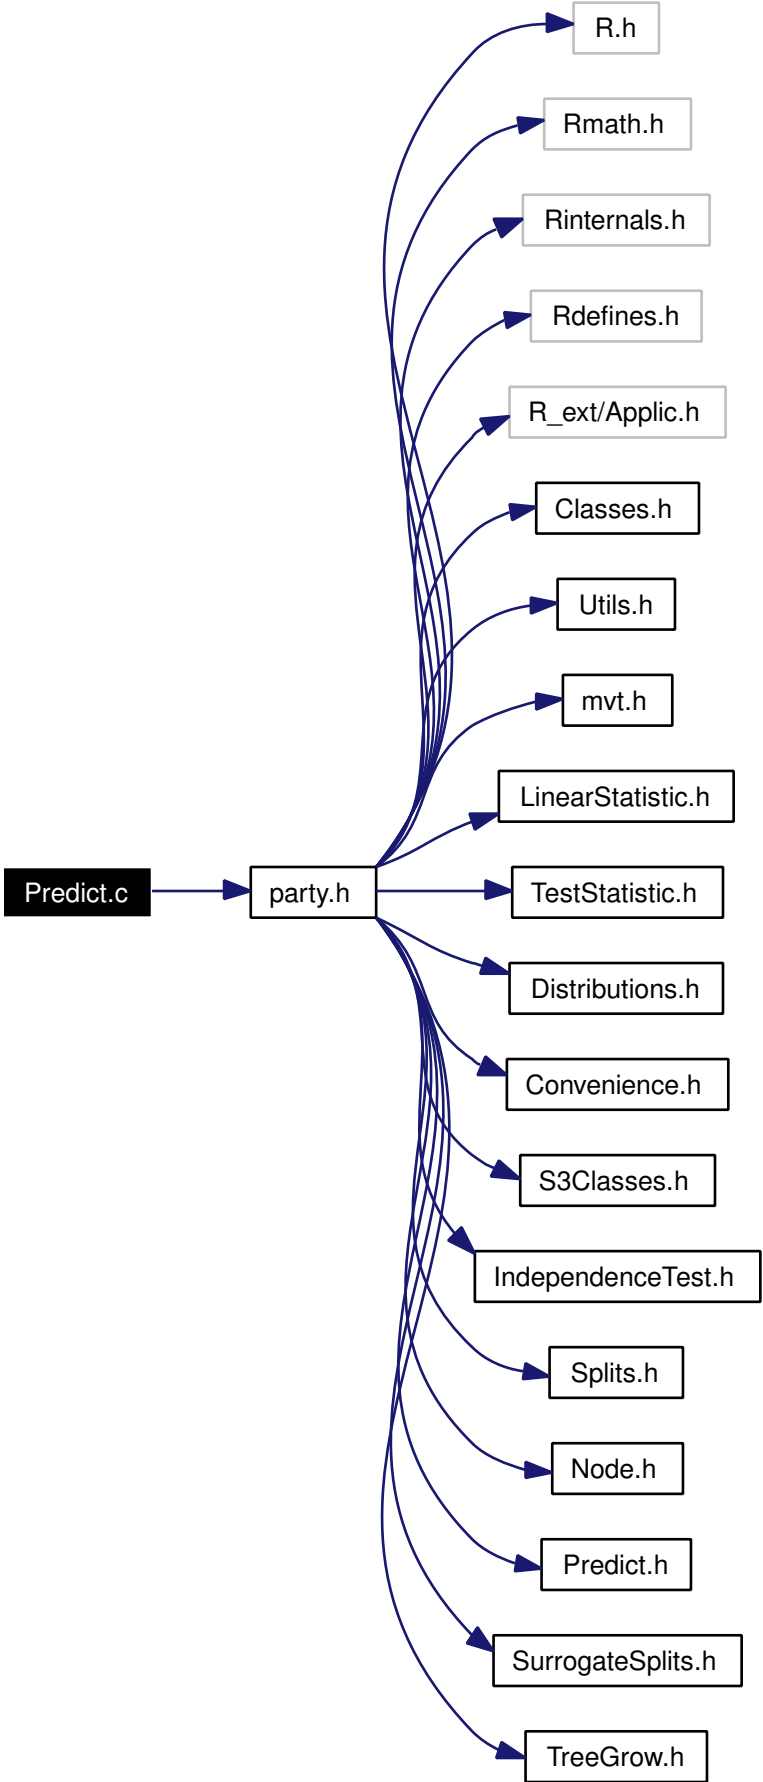 R.h
Rmath.h
Rinternals.h
Rdefines.h
R_ext/Applic.h
Classes.h
Utils.h
mvt.h
LinearStatistic.h
Predict.c
party.h
TestStatistic.h
Distributions.h
Convenience.h
S3Classes.h
IndependenceTest.h
Splits.h
Node.h
Predict.h
SurrogateSplits.h
TreeGrow.h